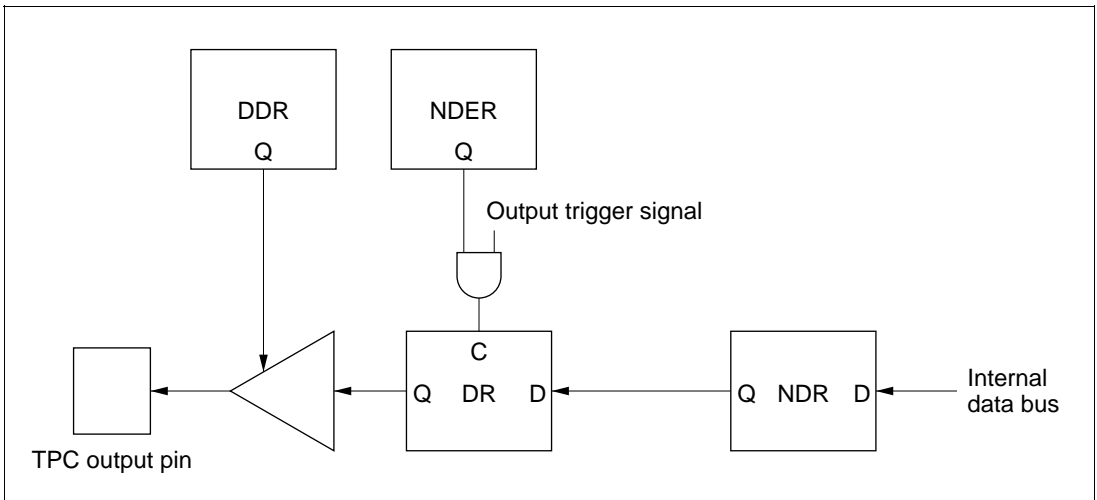 DDR
Q
NDER
Q
Output trigger signal
C
Q DR D
Q NDR D
Internal
data bus
TPC output pin